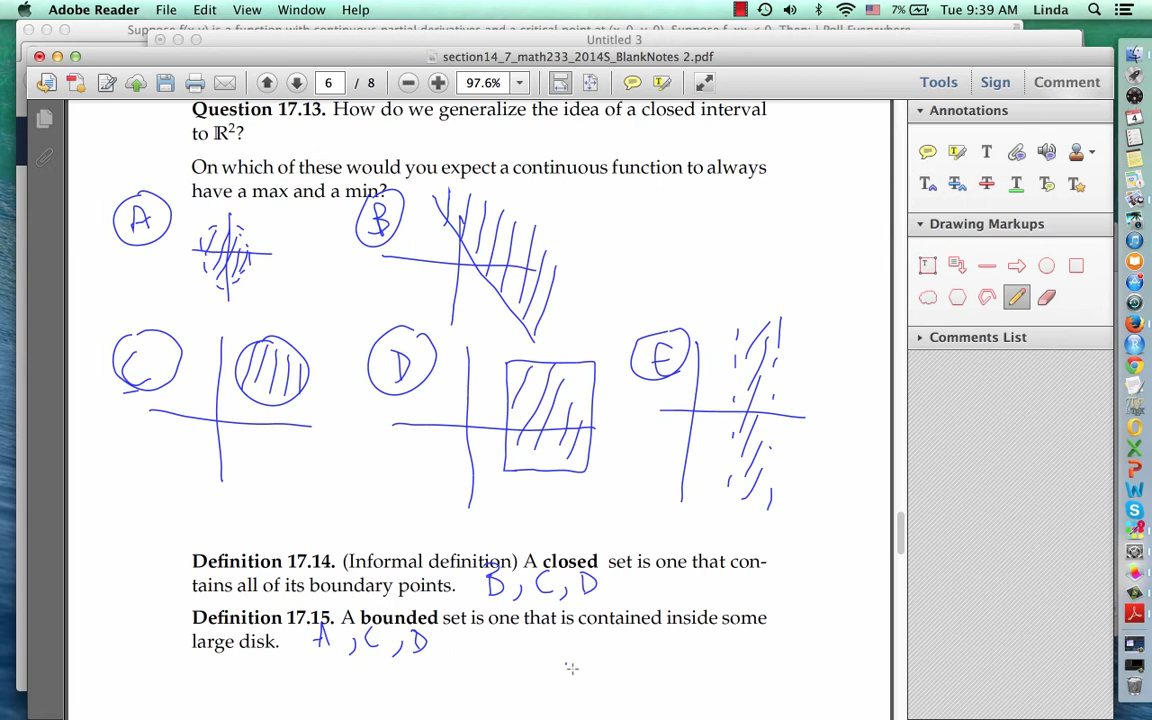 Adobe Reader File Edit View Window Help 7% Tue 9:39 AM Linda
Untitled 3
section14_7_math233_2014S_BlankNotes 2.pdf
6 / 8 97.6% Tools Sign Comment
Question 17.13. How do we generalize the idea of a closed interval
to ℝ²?
On which of these would you expect a continuous function to always
have a max and a min?
A B
C D E
Definition 17.14. (Informal definition) A closed set is one that con-
tains all of its boundary points. B, C, D
Definition 17.15. A bounded set is one that is contained inside some
large disk. A, C, D
Annotations
Drawing Markups
Comments List